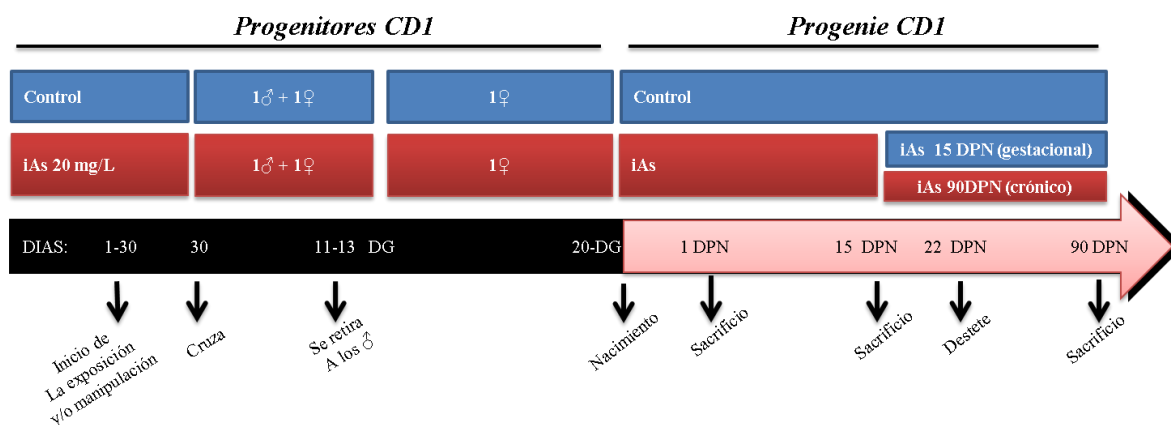 Progenitores CD1
Progenie CD1
Control
1♂ + 1♀
1♀
Control
iAs 20 mg/L
1♂ + 1♀
1♀
iAs
iAs 15 DPN (gestacional)
iAs 90DPN (crónico)
DIAS:
1-30
30
11-13 DG
20-DG
1 DPN
15 DPN
22 DPN
90 DPN
Inicio de
La exposición
y/o manipulación
Cruza
Se retira
A los ♂
Nacimiento
Sacrificio
Sacrificio
Destete
Sacrificio